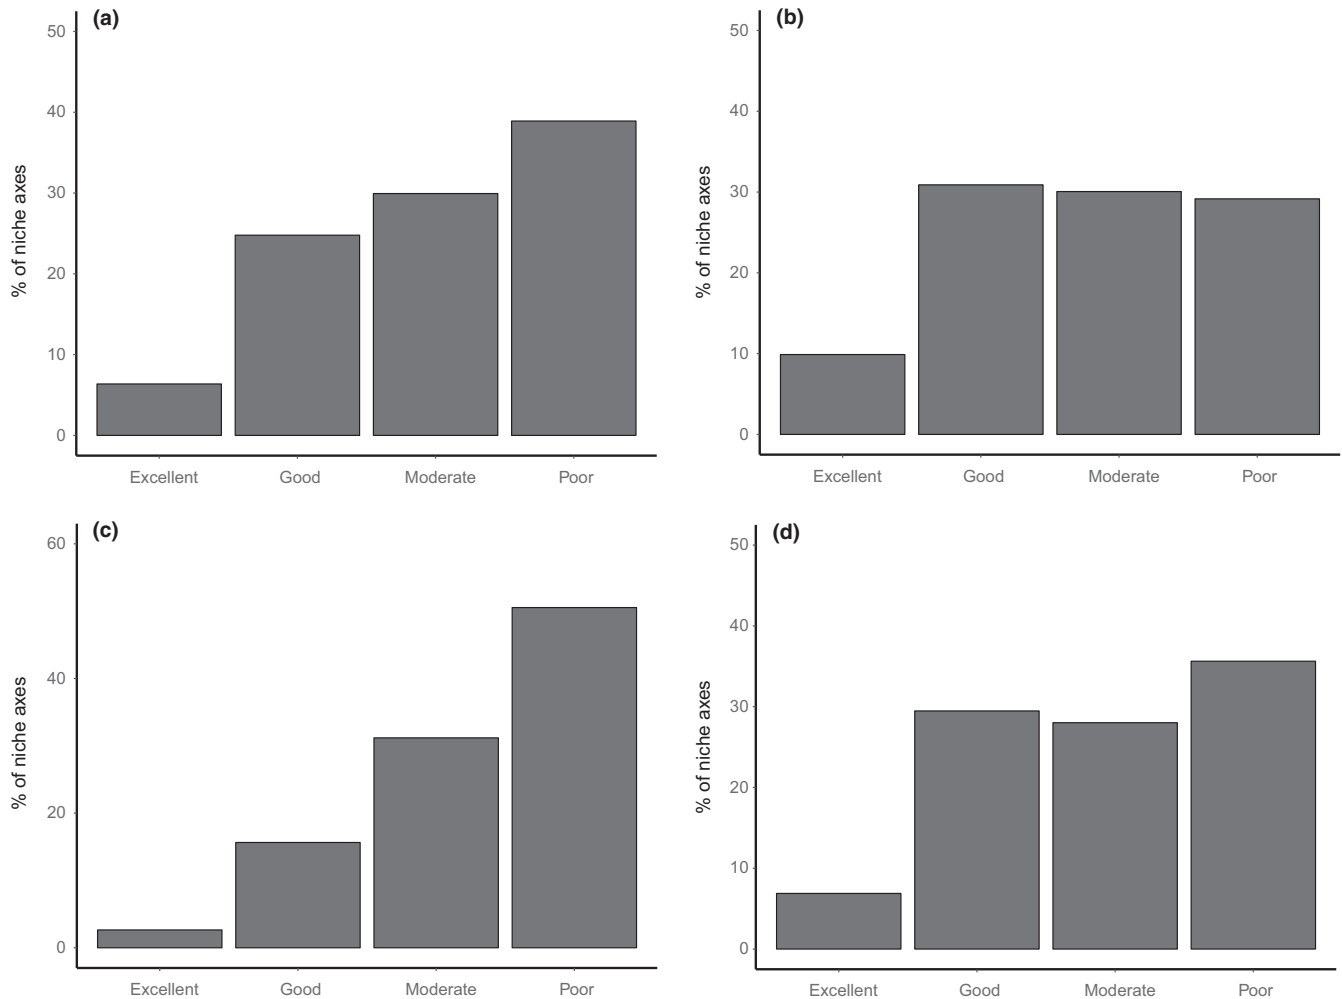 (a)
50
40
30
20
10
0
% of niche axes
Excellent Good Moderate Poor
(b)
50
40
30
20
10
0
% of niche axes
Excellent Good Moderate Poor
(c)
60
40
20
0
% of niche axes
Excellent Good Moderate Poor
(d)
50
40
30
20
10
0
% of niche axes
Excellent Good Moderate Poor